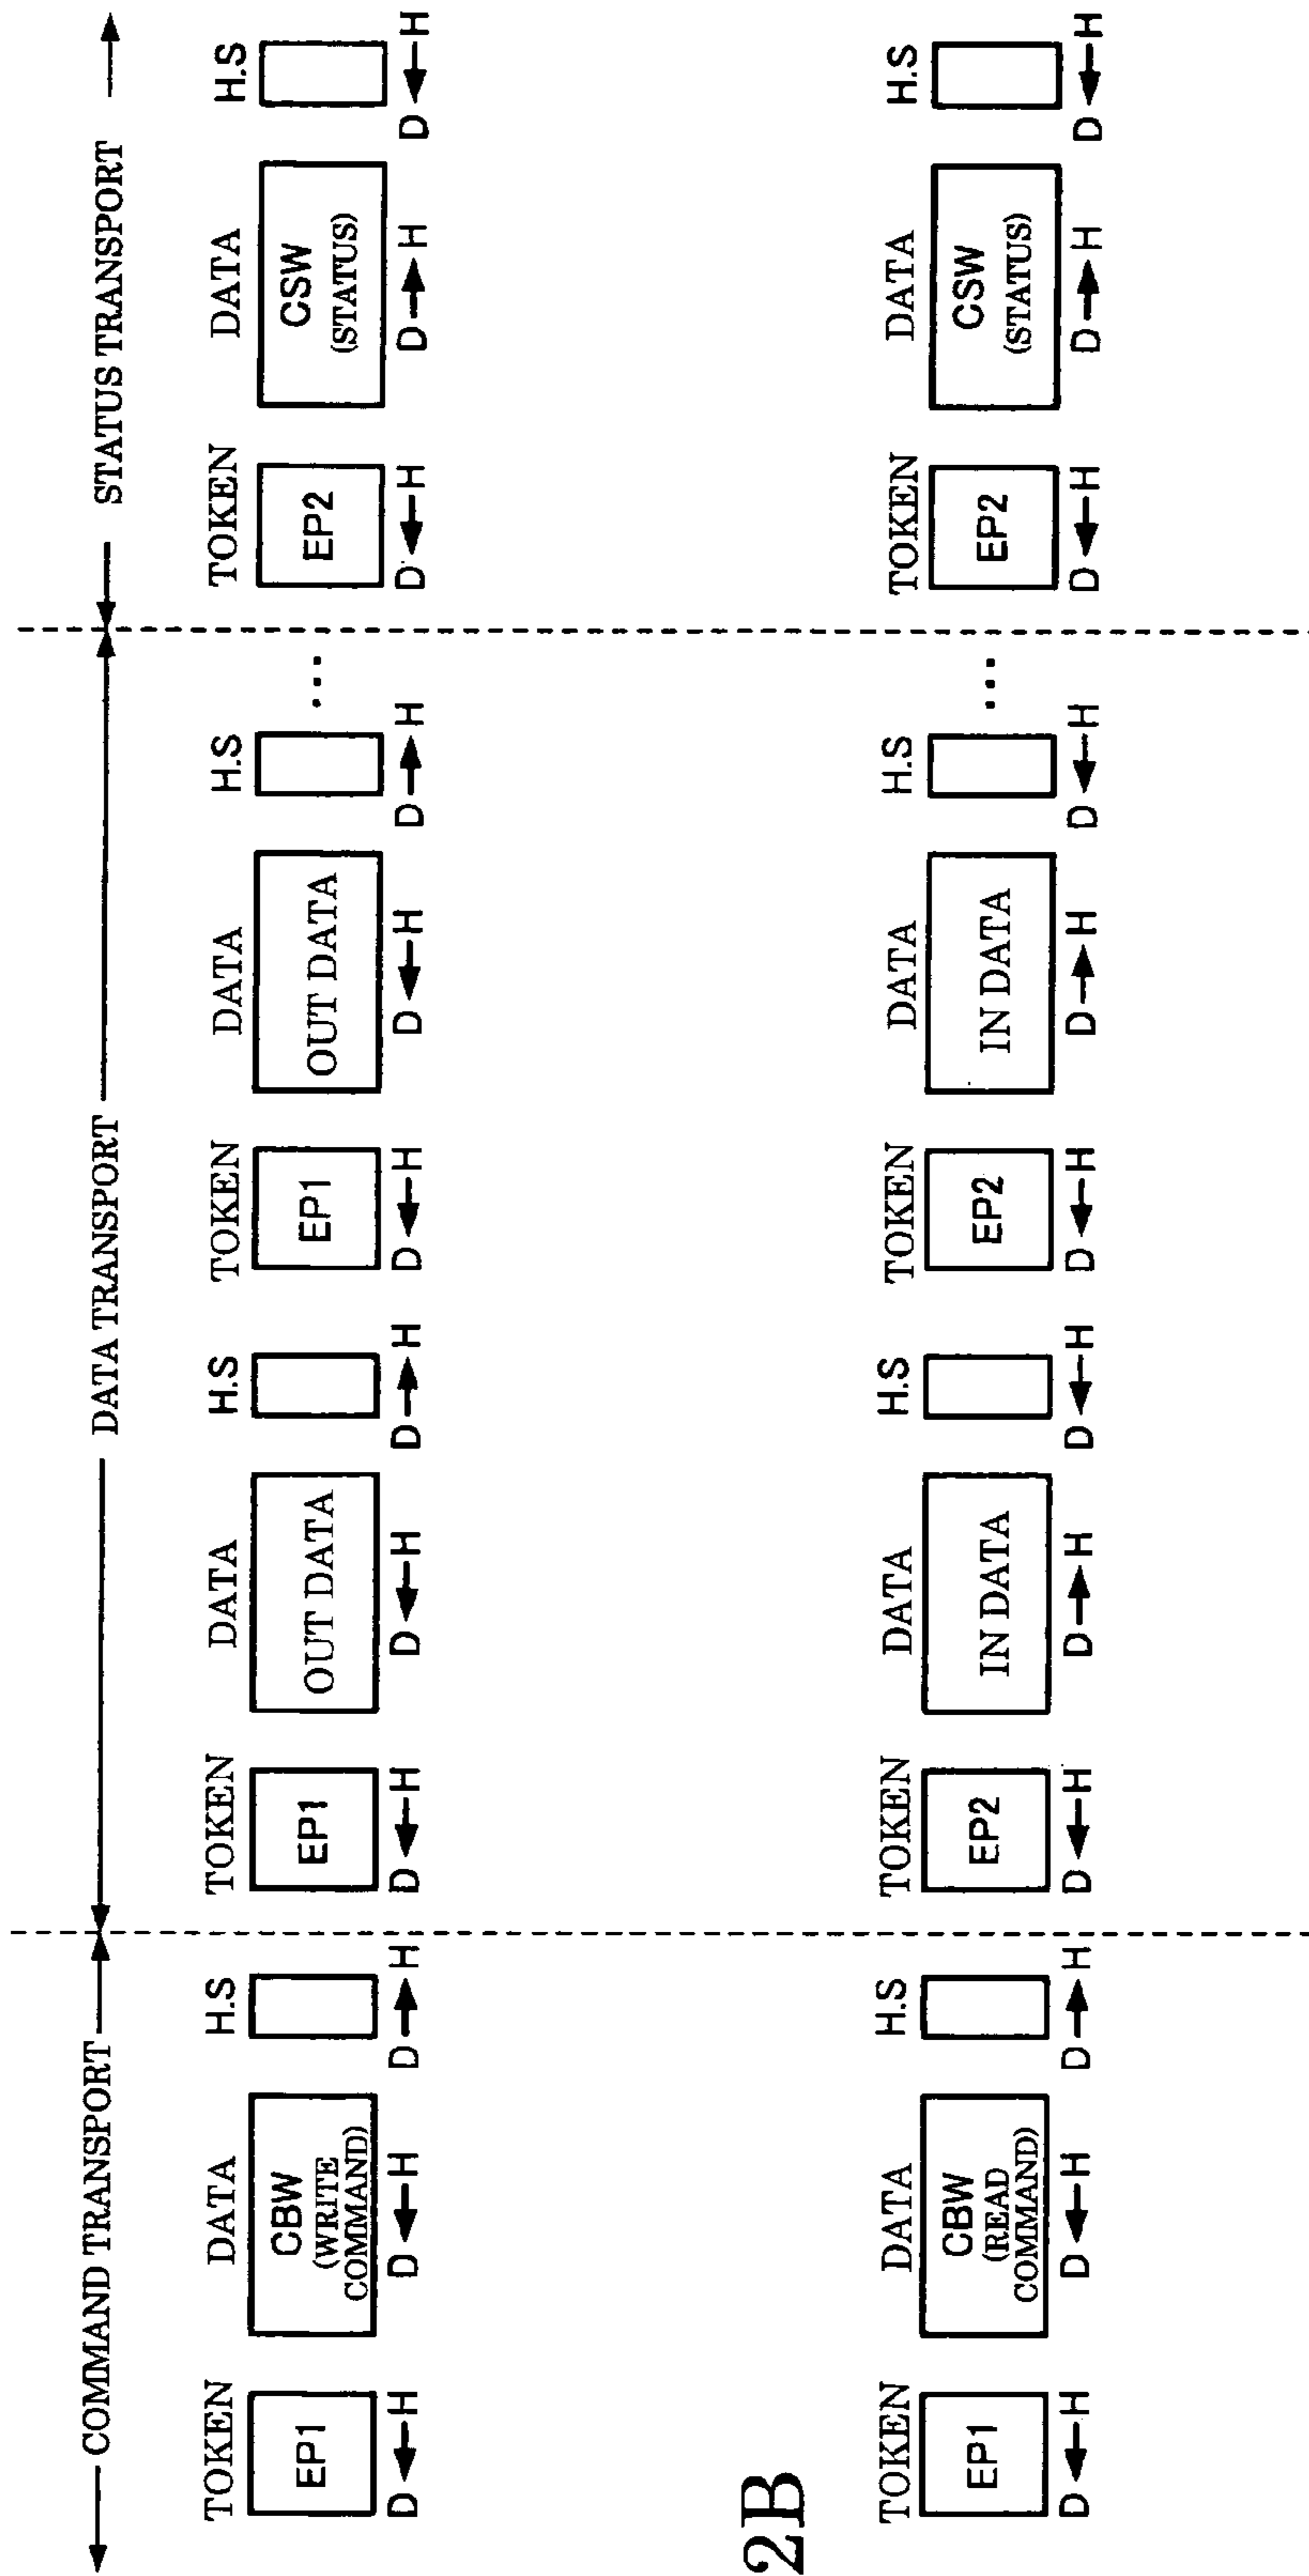 COMMAND TRANSPORT DATA TRANSPORT STATUS TRANSPORT
TOKEN DATA H.S TOKEN DATA H.S TOKEN DATA H.S TOKEN DATA H.S
EP1 CBW EP1 OUT DATA EP1 OUT DATA ... EP2 CSW
(WRITE (STATUS)
COMMAND)
D H D H D H D H D H D H D H D H D H D H D H D H
2B
TOKEN DATA H.S TOKEN DATA H.S TOKEN DATA H.S TOKEN DATA H.S
EP1 CBW EP2 IN DATA EP2 IN DATA ... EP2 CSW
(READ (STATUS)
COMMAND)
D H D H D H D H D H D H D H D H D H D H D H D H